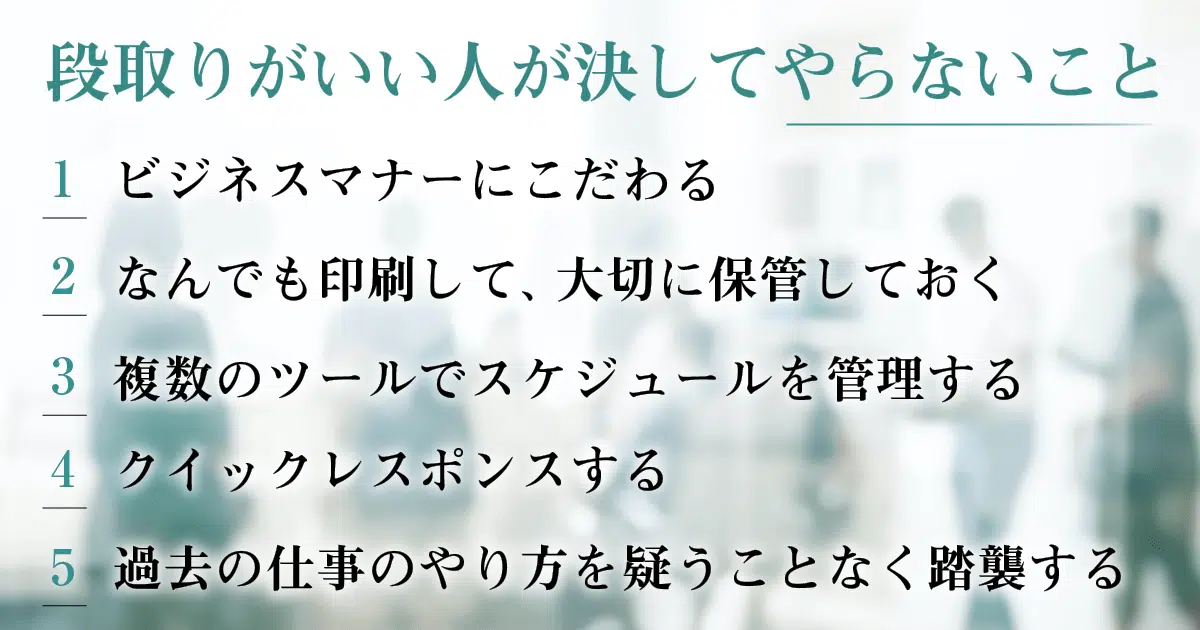 段取りがいい人が決してやらないこと
1 ビジネスマナーにこだわる
2 なんでも印刷して、大切に保管しておく
3 複数のツールでスケジュールを管理する
4 クイックレスポンスする
5 過去の仕事のやり方を疑うことなく踏襲する